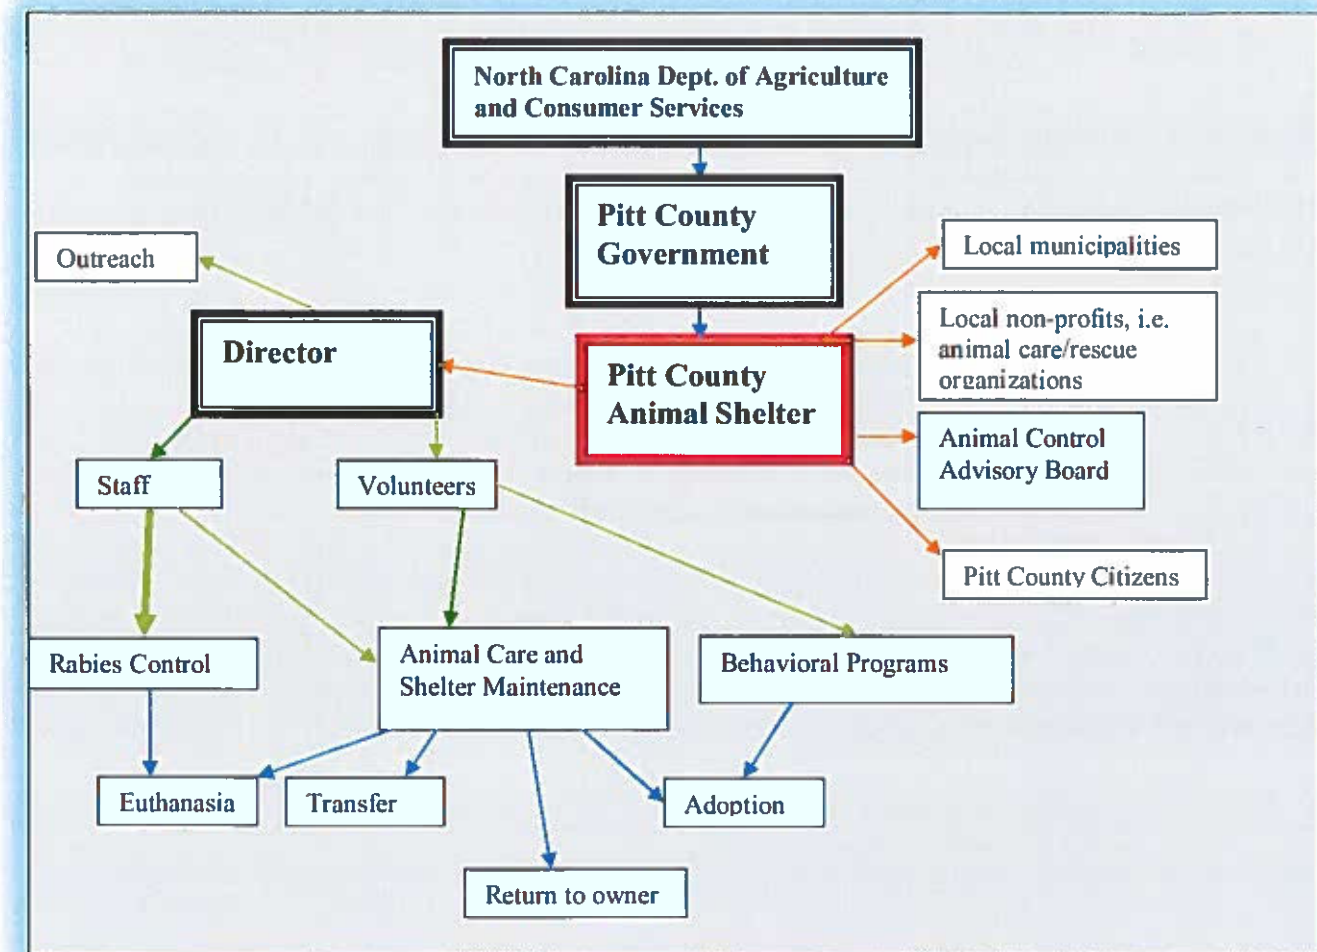 North Carolina Dept. of Agriculture
and Consumer Services
Pitt County
Government
Outreach
Local municipalities
Director
Pitt County
Animal Shelter
Local non-profits, i.e.
animal care/rescue
organizations
Animal Control
Advisory Board
Staff
Volunteers
Pitt County Citizens
Rabies Control
Animal Care and
Shelter Maintenance
Behavioral Programs
Euthanasia
Transfer
Adoption
Return to owner